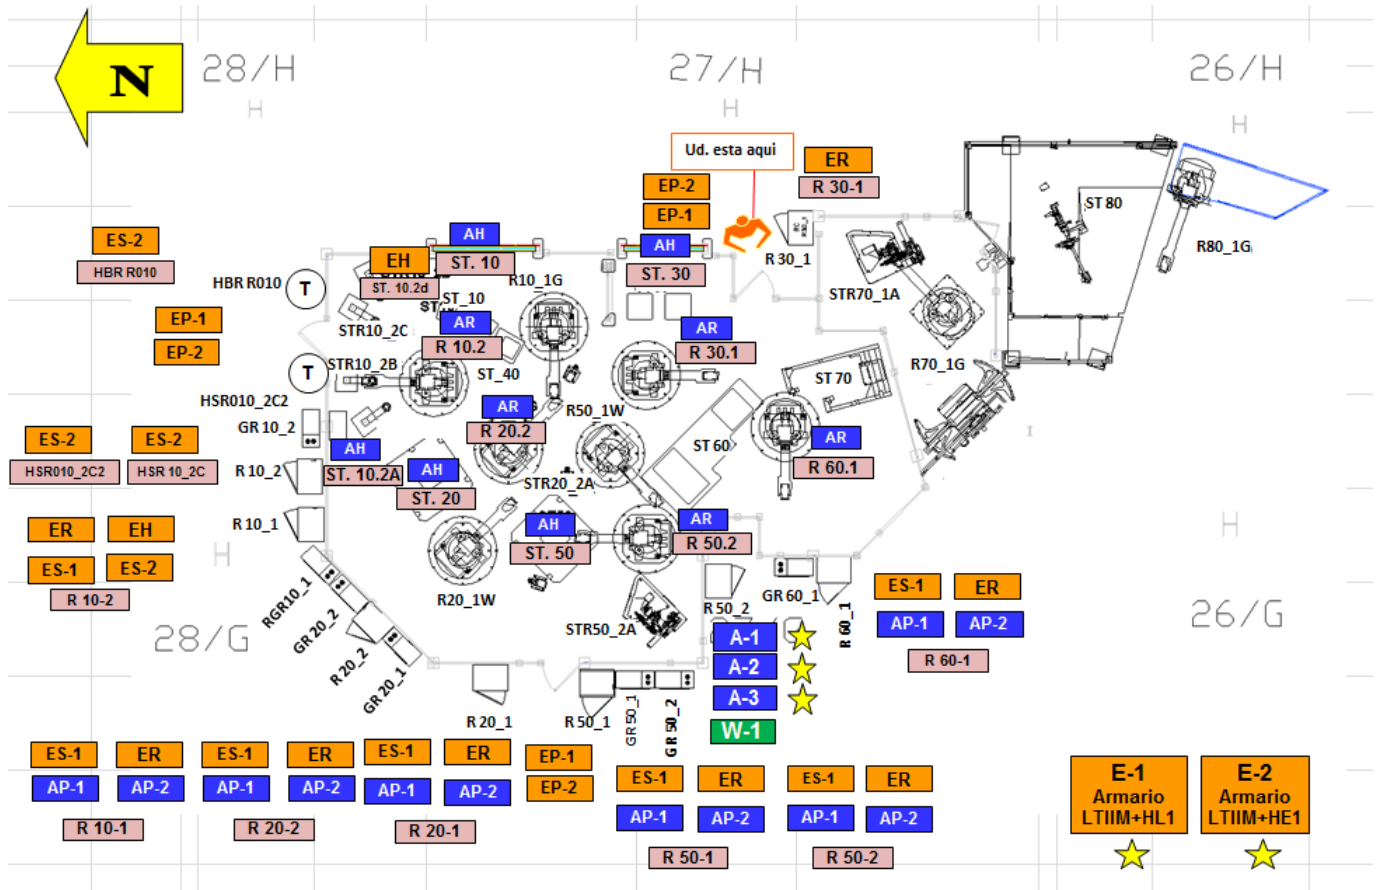 N
28/H
27/H
26/H
H
H
H
Ud. esta aqui
ER
R 30-1
EP-2
EP-1
ES-2
HBR R010
AH
ST. 10
AH
ST. 30
R 30_1
ST 80
R80_1G
EH
ST. 10.2d
HBR R010
T
ST_10
R10_1G
STR70_1A
EP-1
EP-2
STR10_2C
AR
R 10.2
AR
R 30.1
STR10_2B
T
ST_40
R70_1G
ST 70
HSR010_2C2
GR 10_2
AR
R 20.2
R50_1W
ES-2
HSR010_2C2
ES-2
HSR 10_2C
AH
ST. 10.2A
AH
ST. 20
ST 60
AR
R 60.1
I
R 10_2
STR20_2A
R 10_1
ER
EH
ES-1
ES-2
R 10-2
AH
ST. 50
AR
R 50.2
H
H
RGR10_1
GR 20_2
R 20_2
GR 20_1
R20_1W
STR50_2A
R 50_2
GR 60_1
R 60_1
ES-1
ER
AP-1
AP-2
R 60-1
28/G
26/G
A-1
A-2
A-3
W-1
R 20_1
R 50_1
GR 50_1
GR 50_2
ES-1
ER
AP-1
AP-2
R 10-1
ES-1
ER
AP-1
AP-2
R 20-2
ES-1
ER
AP-1
AP-2
R 20-1
EP-1
EP-2
ES-1
ER
AP-1
AP-2
R 50-1
ES-1
ER
AP-1
AP-2
R 50-2
E-1
Armario
LTIIM+HL1
E-2
Armario
LTIIM+HE1